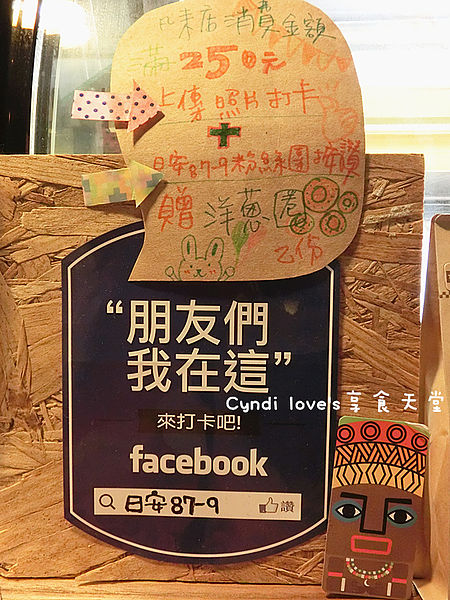 凡來店消費金額
滿250元
上傳照片打卡
+
日安87-9粉絲團按讚
贈洋蔥圈
乙份
“朋友們
我在這”
來打卡吧!
facebook
日安87-9 讚
Cyndi loves享食天堂